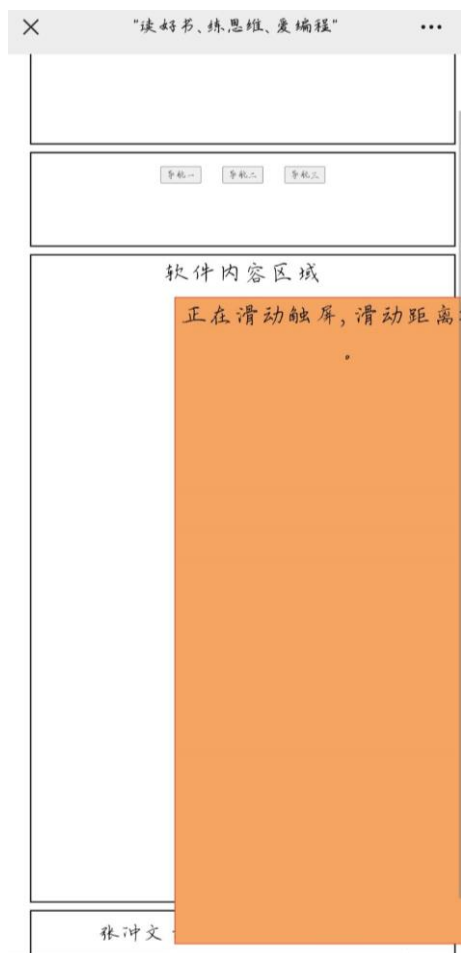 "读好书、练思维、爱编程"
导航一 导航二 导航三
软件内容区域
正在滑动触屏,滑动距离
。
张冲文